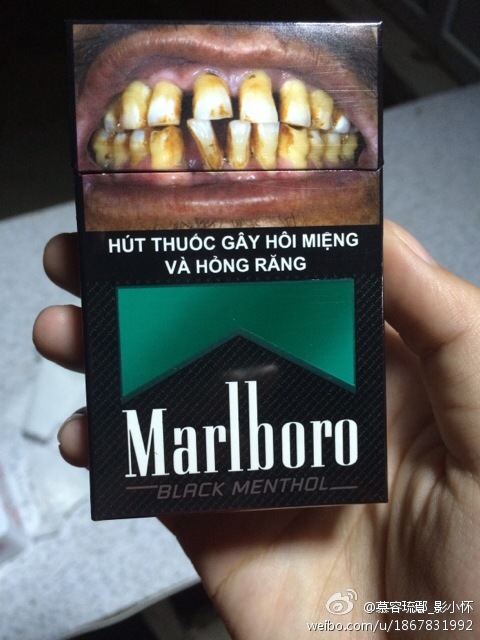 HÚT THUỐC GÂY HÔI MIỆNG
VÀ HỎNG RĂNG
Marlboro
BLACK MENTHOL
@慕容琉鄢_影小怀
weibo.com/u/1867831992